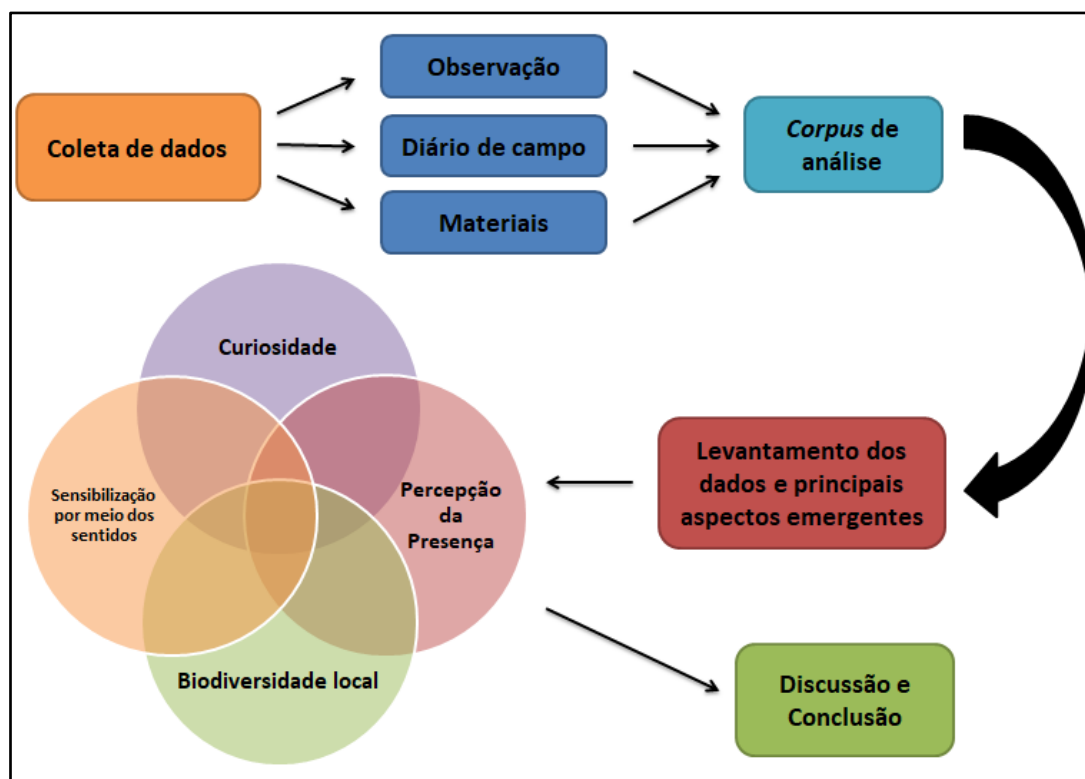 Coleta de dados
Observação
Diário de campo
Materiais
Corpus de
análise
Levantamento dos
dados e principais
aspectos emergentes
Curiosidade
Sensibilização
por meio dos
sentidos
Percepção
da
Presença
Biodiversidade local
Discussão e
Conclusão